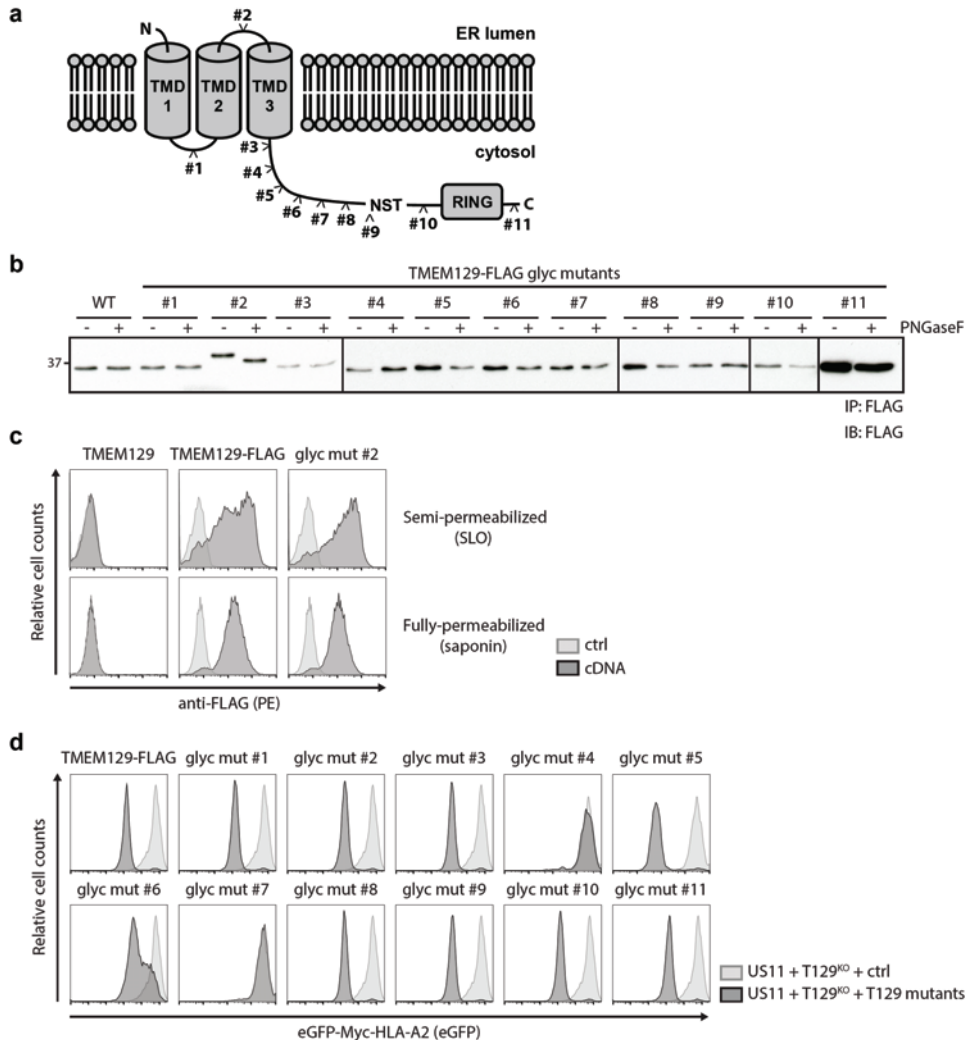 a
#2
N
ER lumen
TMD 1
TMD 2
TMD 3
#3
cytosol
#1
#4
#5
#6
#7
#8
NST
#9
#10
RING
C
#11
b
TMEM129-FLAG glyc mutants
WT #1 #2 #3 #4 #5 #6 #7 #8 #9 #10 #11
- + - + - + - + - + - + - + - + - + - + - + - + PNGaseF
37
IP: FLAG
IB: FLAG
c
TMEM129 TMEM129-FLAG glyc mut #2
Relative cell counts
Semi-permeabilized
(SLO)
Fully-permeabilized
(saponin)
ctrl
cDNA
anti-FLAG (PE)
d
TMEM129-FLAG glyc mut #1 glyc mut #2 glyc mut #3 glyc mut #4 glyc mut #5
Relative cell counts
glyc mut #6 glyc mut #7 glyc mut #8 glyc mut #9 glyc mut #10 glyc mut #11
US11 + T129KO + ctrl
US11 + T129KO + T129 mutants
eGFP-Myc-HLA-A2 (eGFP)